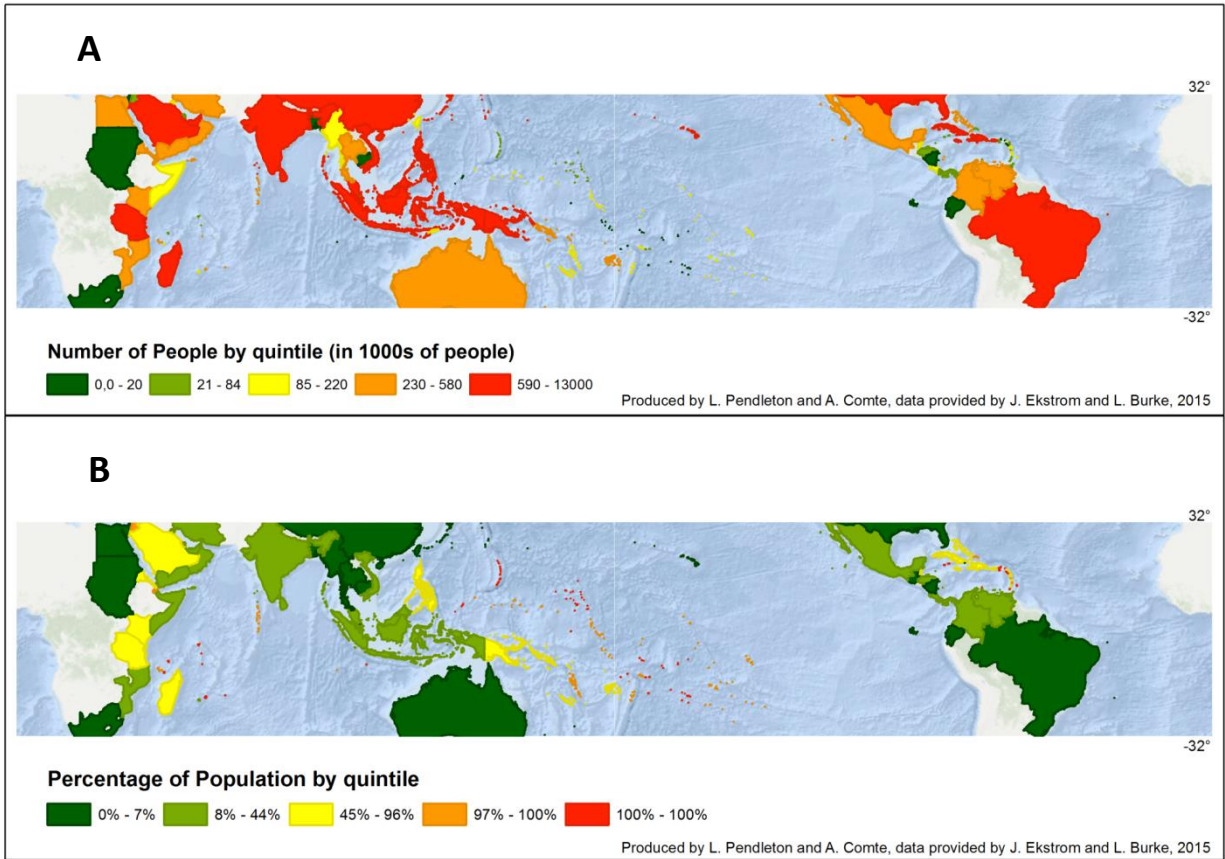 A
32°
-32°
Number of People by quintile (in 1000s of people)
0,0 - 20 21 - 84 85 - 220 230 - 580 590 - 13000
Produced by L. Pendleton and A. Comte, data provided by J. Ekstrom and L. Burke, 2015
B
32°
-32°
Percentage of Population by quintile
0% - 7% 8% - 44% 45% - 96% 97% - 100% 100% - 100%
Produced by L. Pendleton and A. Comte, data provided by J. Ekstrom and L. Burke, 2015